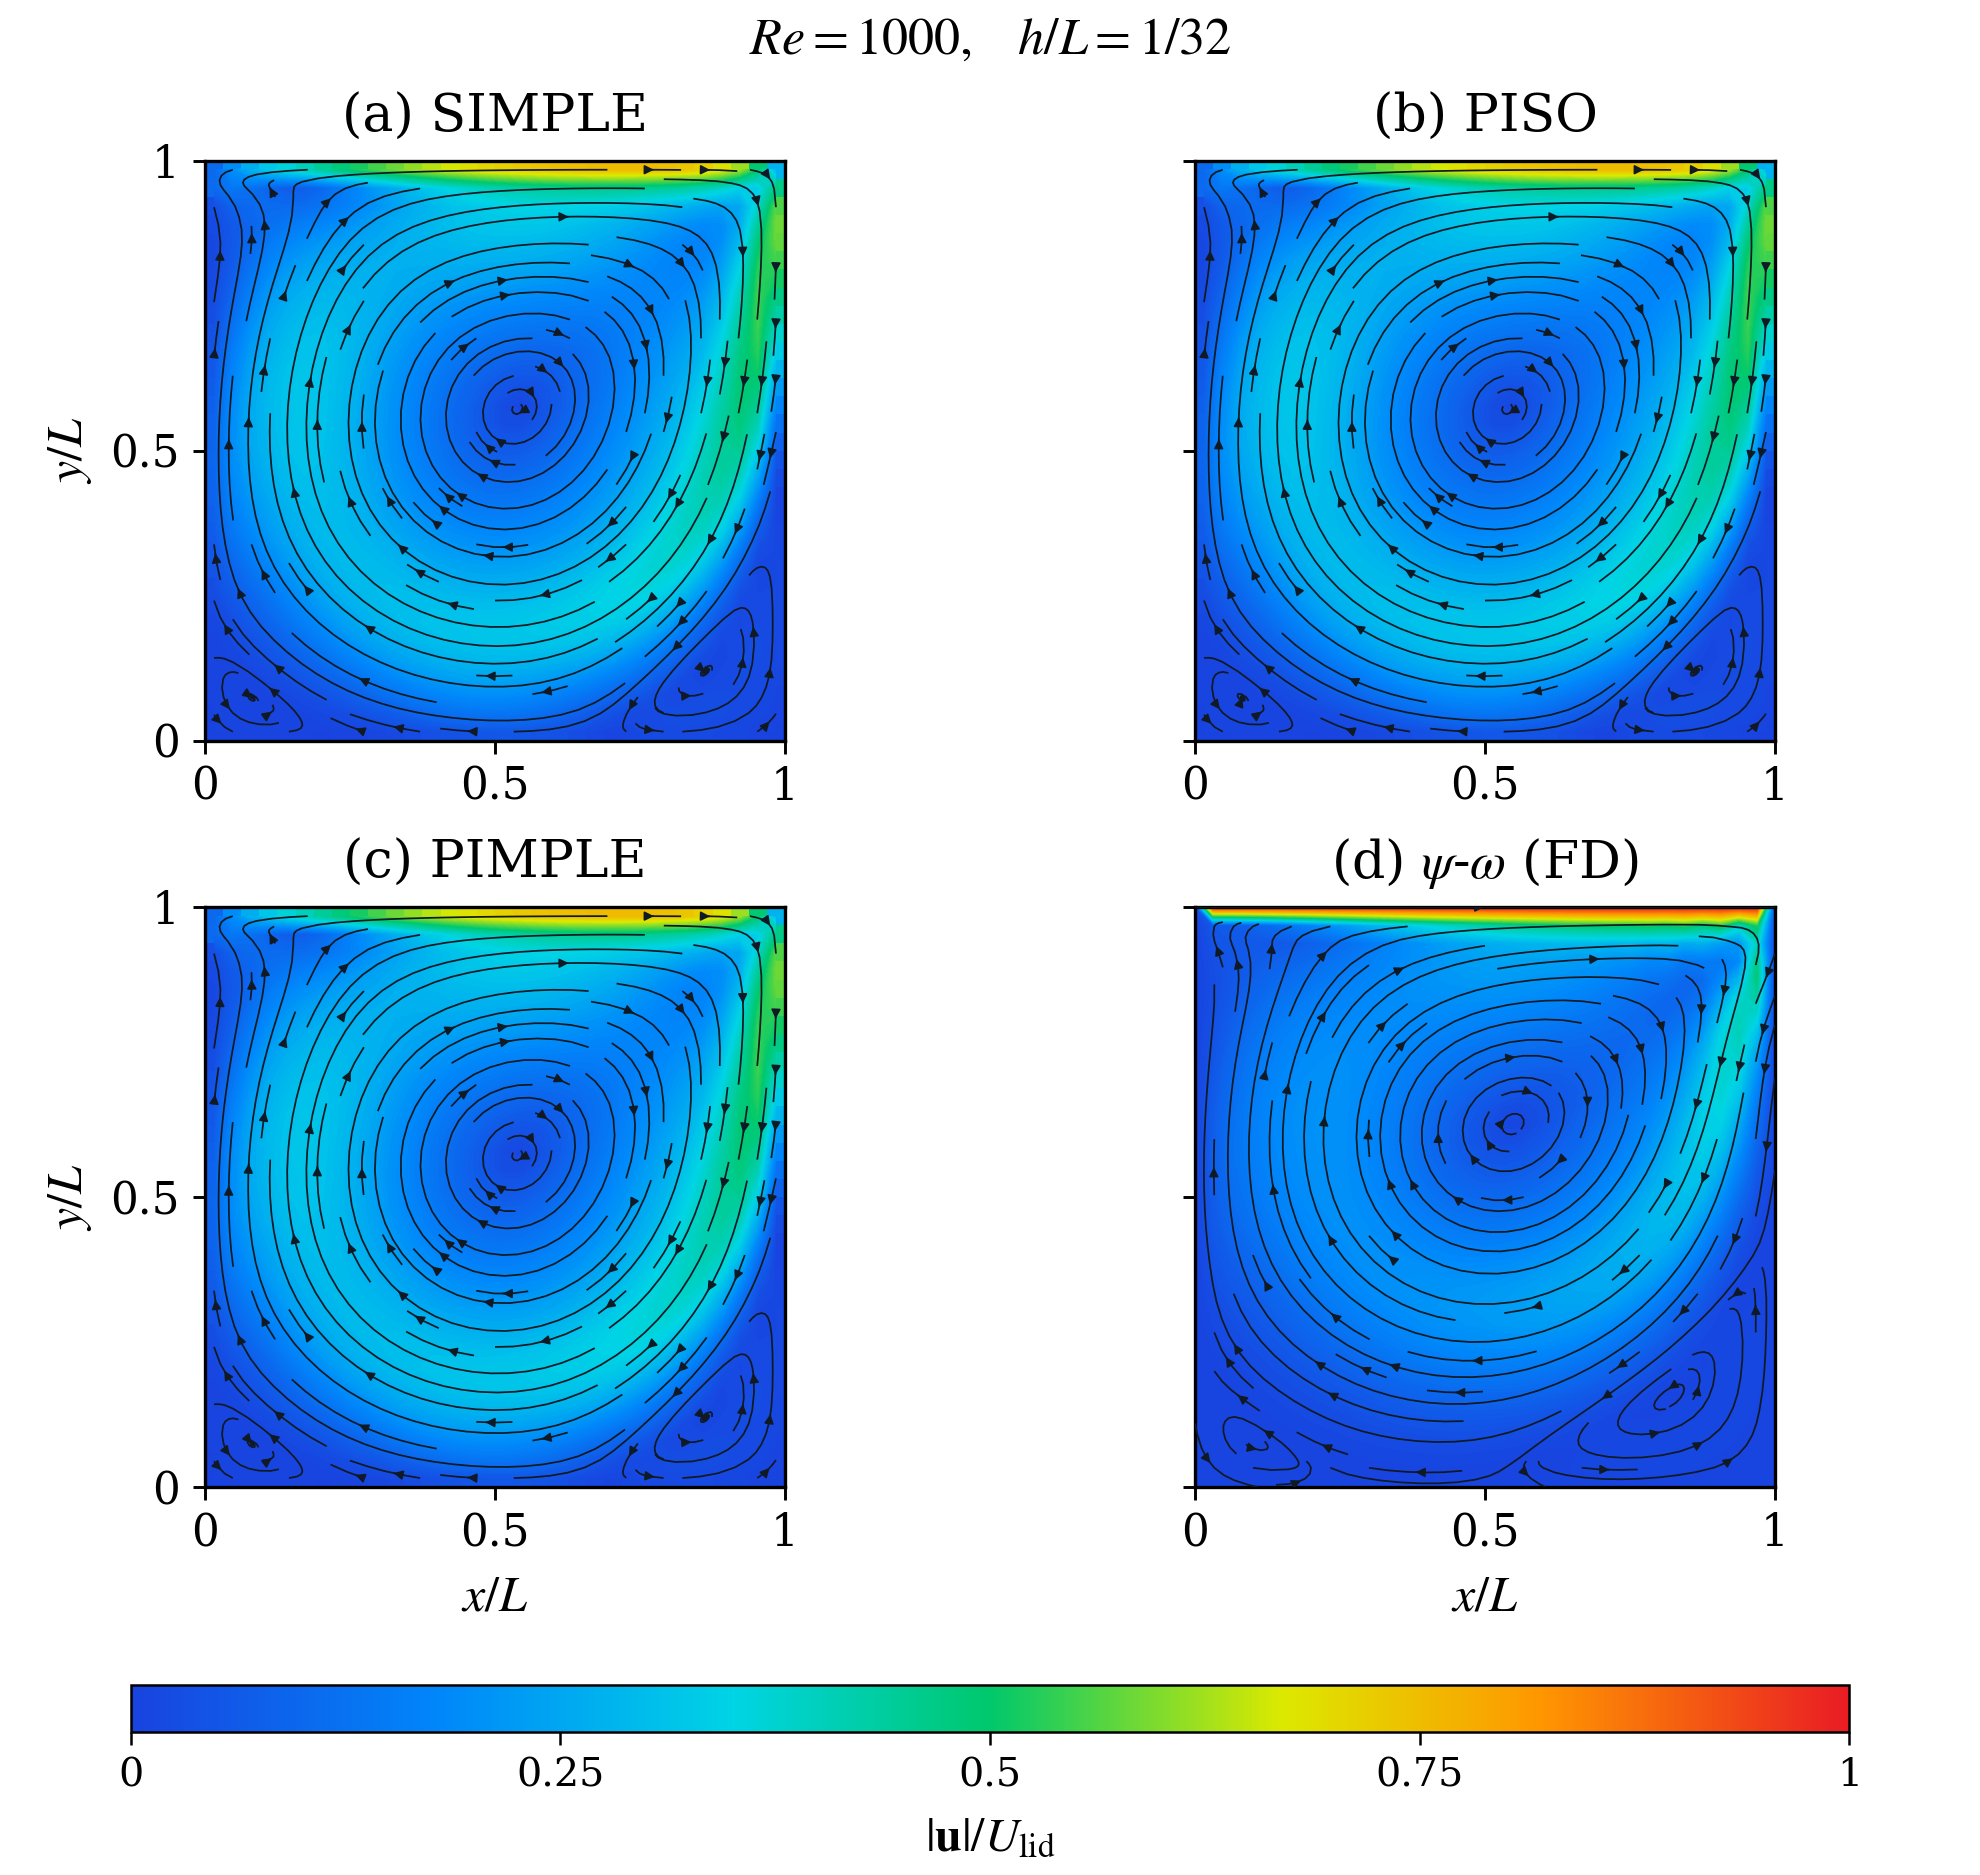 Re = 1000, h/L = 1/32
(a) SIMPLE
(b) PISO
1
0.5
0
y/L
0 0.5 1
0 0.5 1
(c) PIMPLE
(d) ψ-ω (FD)
1
0.5
0
y/L
0 0.5 1
0 0.5 1
x/L
x/L
0 0.25 0.5 0.75 1
|u|/U_lid